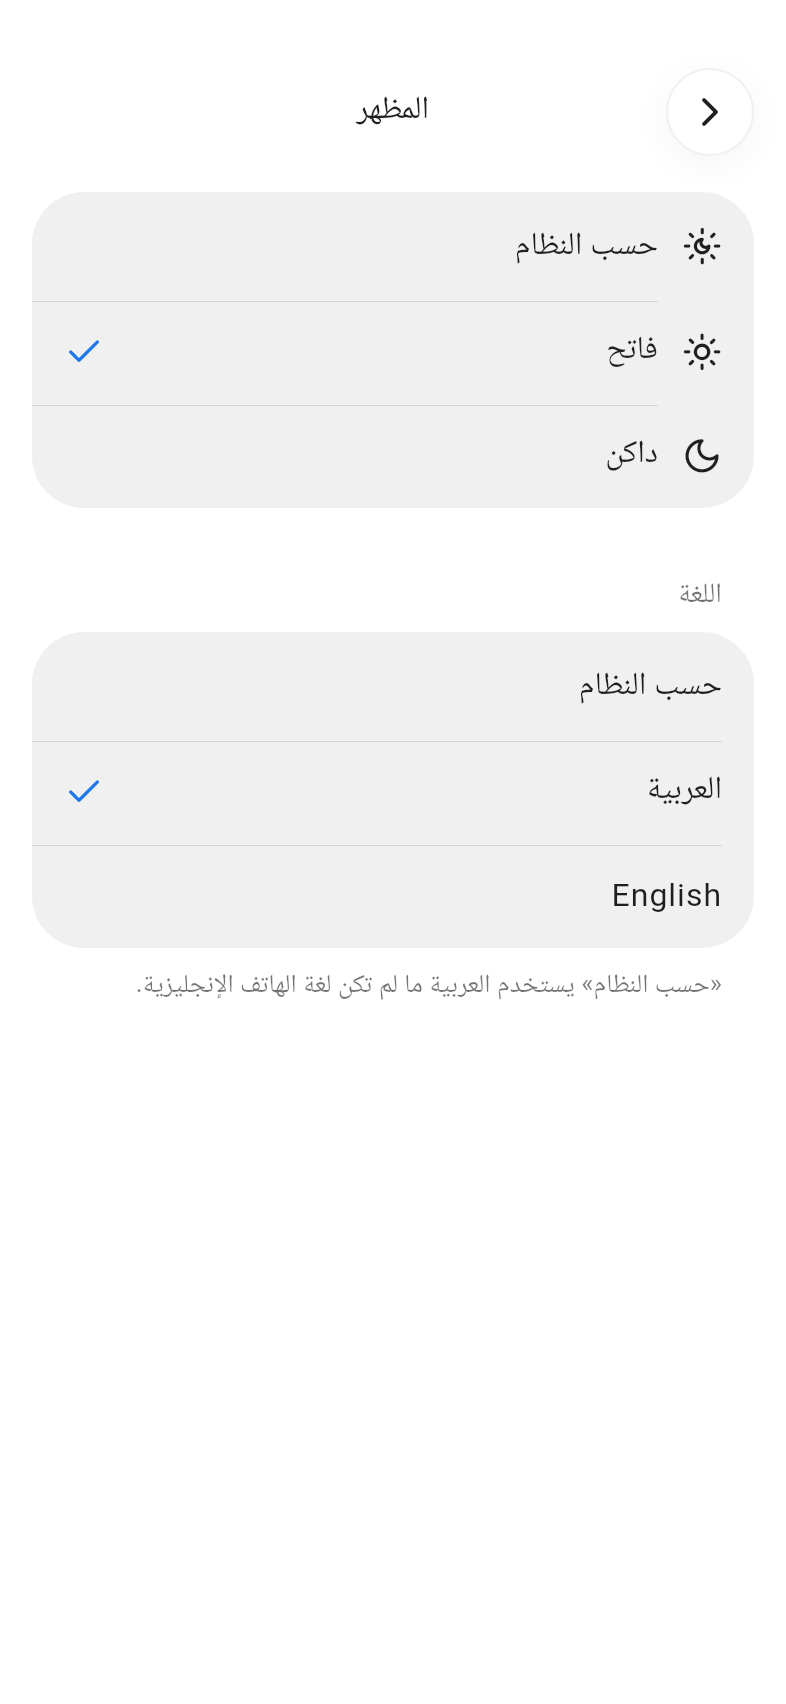 المظهر
حسب النظام
فاتح
داكن
اللغة
حسب النظام
العربية
English
«حسب النظام» يستخدم العربية ما لم تكن لغة الهاتف الإنجليزية.